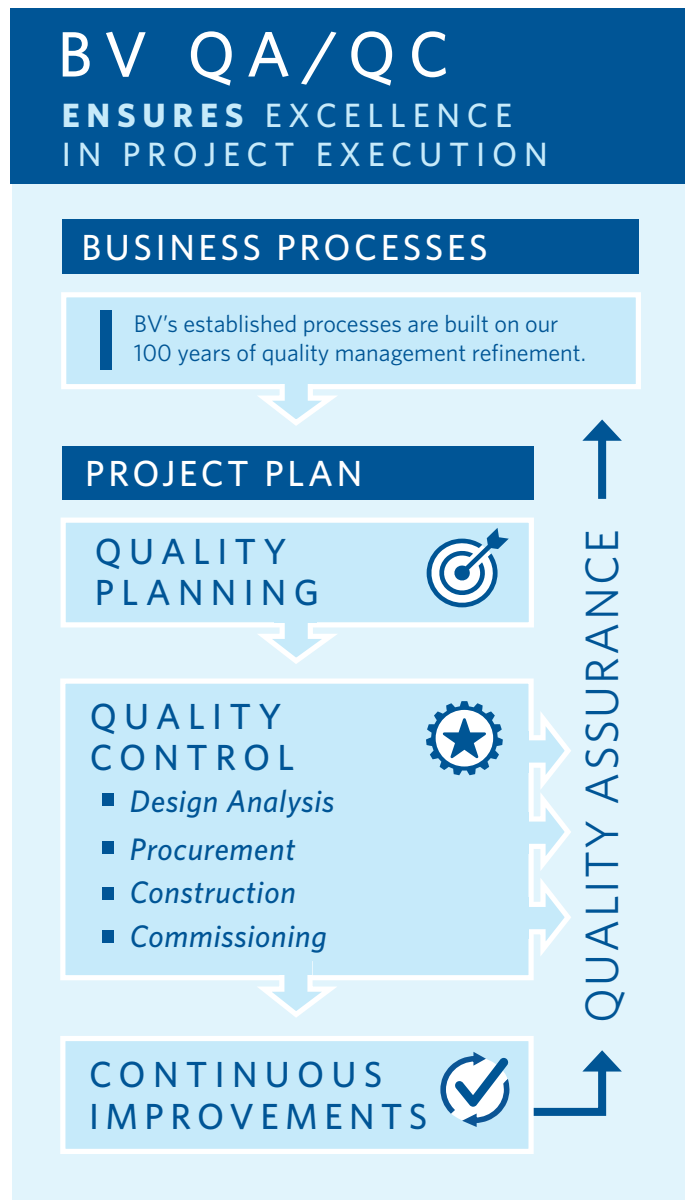 BV QA/QC
ENSURES EXCELLENCE
IN PROJECT EXECUTION
BUSINESS PROCESSES
BV's established processes are built on our
100 years of quality management refinement.
PROJECT PLAN
QUALITY
PLANNING
QUALITY
CONTROL
Design Analysis
Procurement
Construction
Commissioning
CONTINUOUS
IMPROVEMENTS
QUALITY ASSURANCE